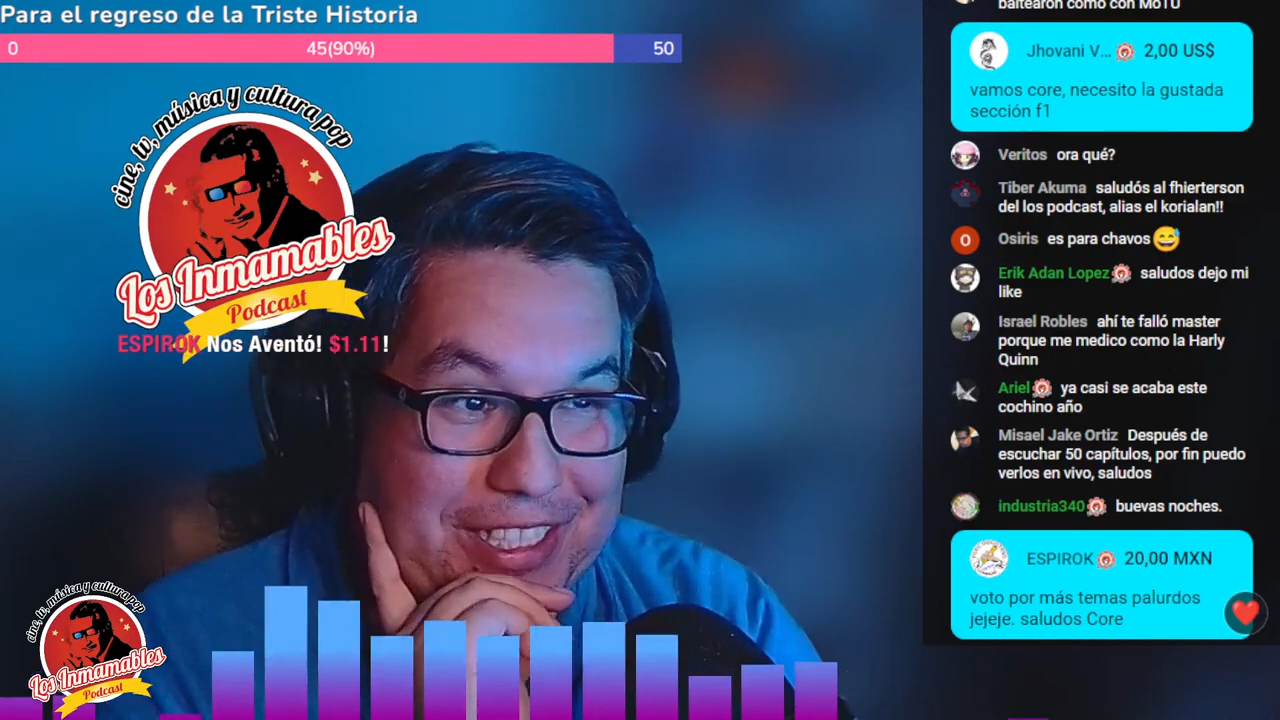 Para el regreso de la Triste Historia
0
45(90%)
50
cine, tv, música y cultura pop
Los Inmamables
Podcast
ESPIROK Nos Aventó! $1.11!
cine, tv, música y cultura pop
Los Inmamables
Podcast
baitearon como con MoTU
Jhovani V... 2,00 US$
vamos core, necesito la gustada
sección f1
Veritos ora qué?
Tiber Akuma saludós al fhierterson
del los podcast, alias el korialan!!
O
Osiris es para chavos
Erik Adan Lopez saludos dejo mi
like
Israel Robles ahí te falló master
porque me medico como la Harly
Quinn
Ariel ya casi se acaba este
cochino año
Misael Jake Ortiz Después de
escuchar 50 capítulos, por fin puedo
verlos en vivo, saludos
industria340 buevas noches.
ESPIROK 20,00 MXN
voto por más temas palurdos
jejeje. saludos Core